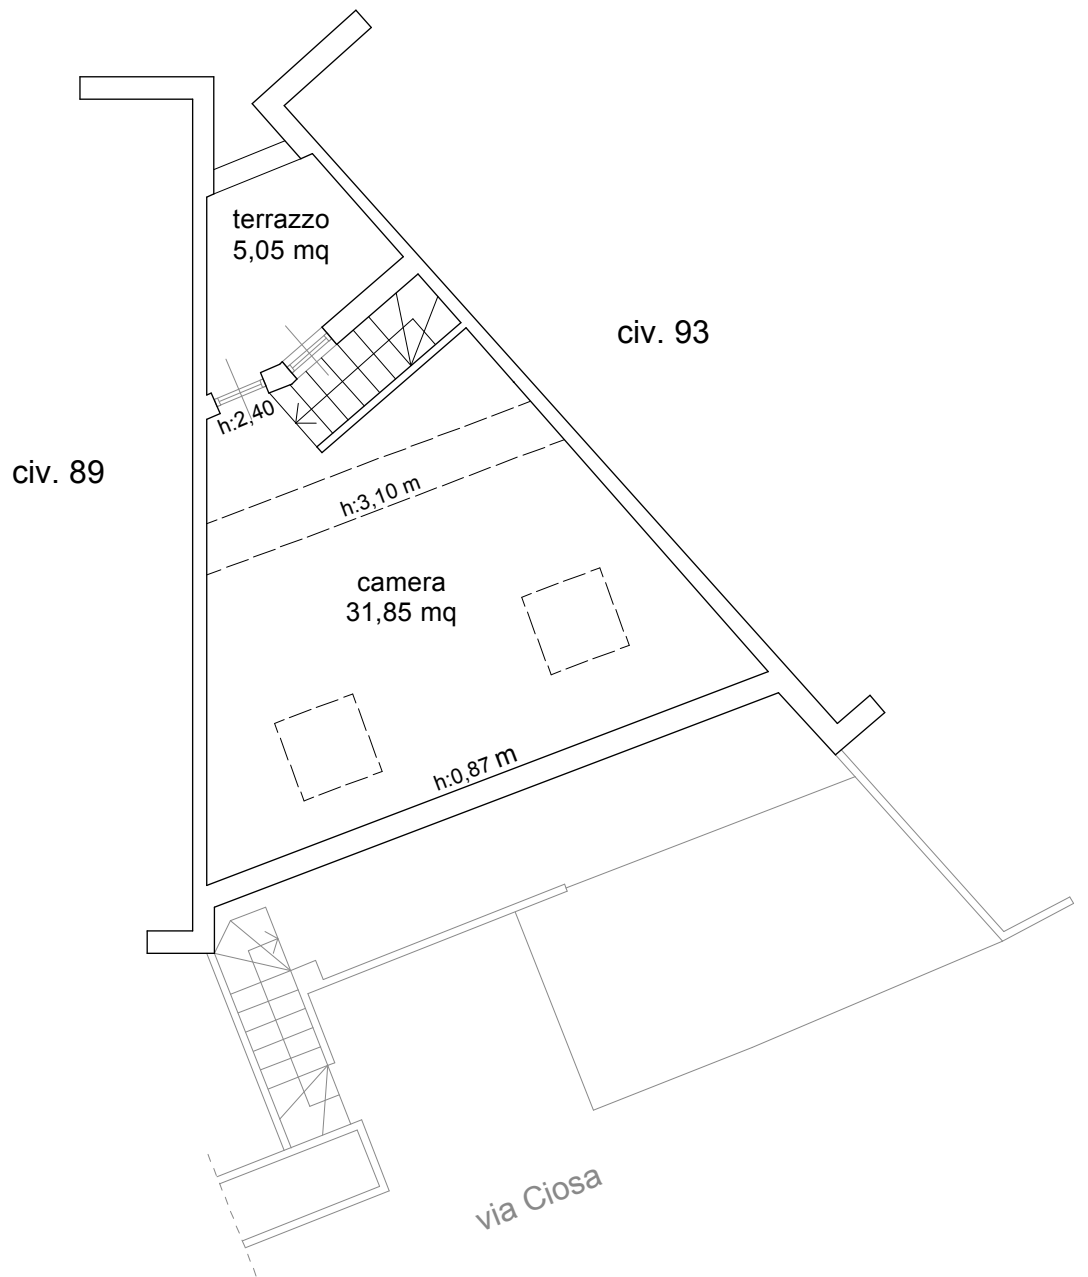 terrazzo
5,05 mq
civ. 93
h:2,40
civ. 89
h:3,10 m
camera
31,85 mq
h:0,87 m
via Ciosa